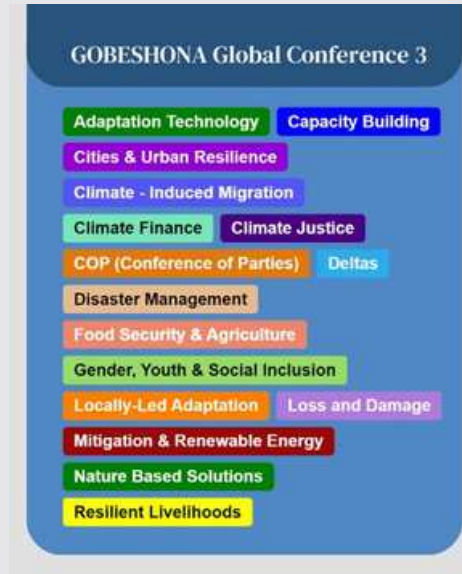 GOBESHONA Global Conference 3
Adaptation Technology Capacity Building
Cities & Urban Resilience
Climate - Induced Migration
Climate Finance Climate Justice
COP (Conference of Parties) Deltas
Disaster Management
Food Security & Agriculture
Gender, Youth & Social Inclusion
Locally-Led Adaptation Loss and Damage
Mitigation & Renewable Energy
Nature Based Solutions
Resilient Livelihoods